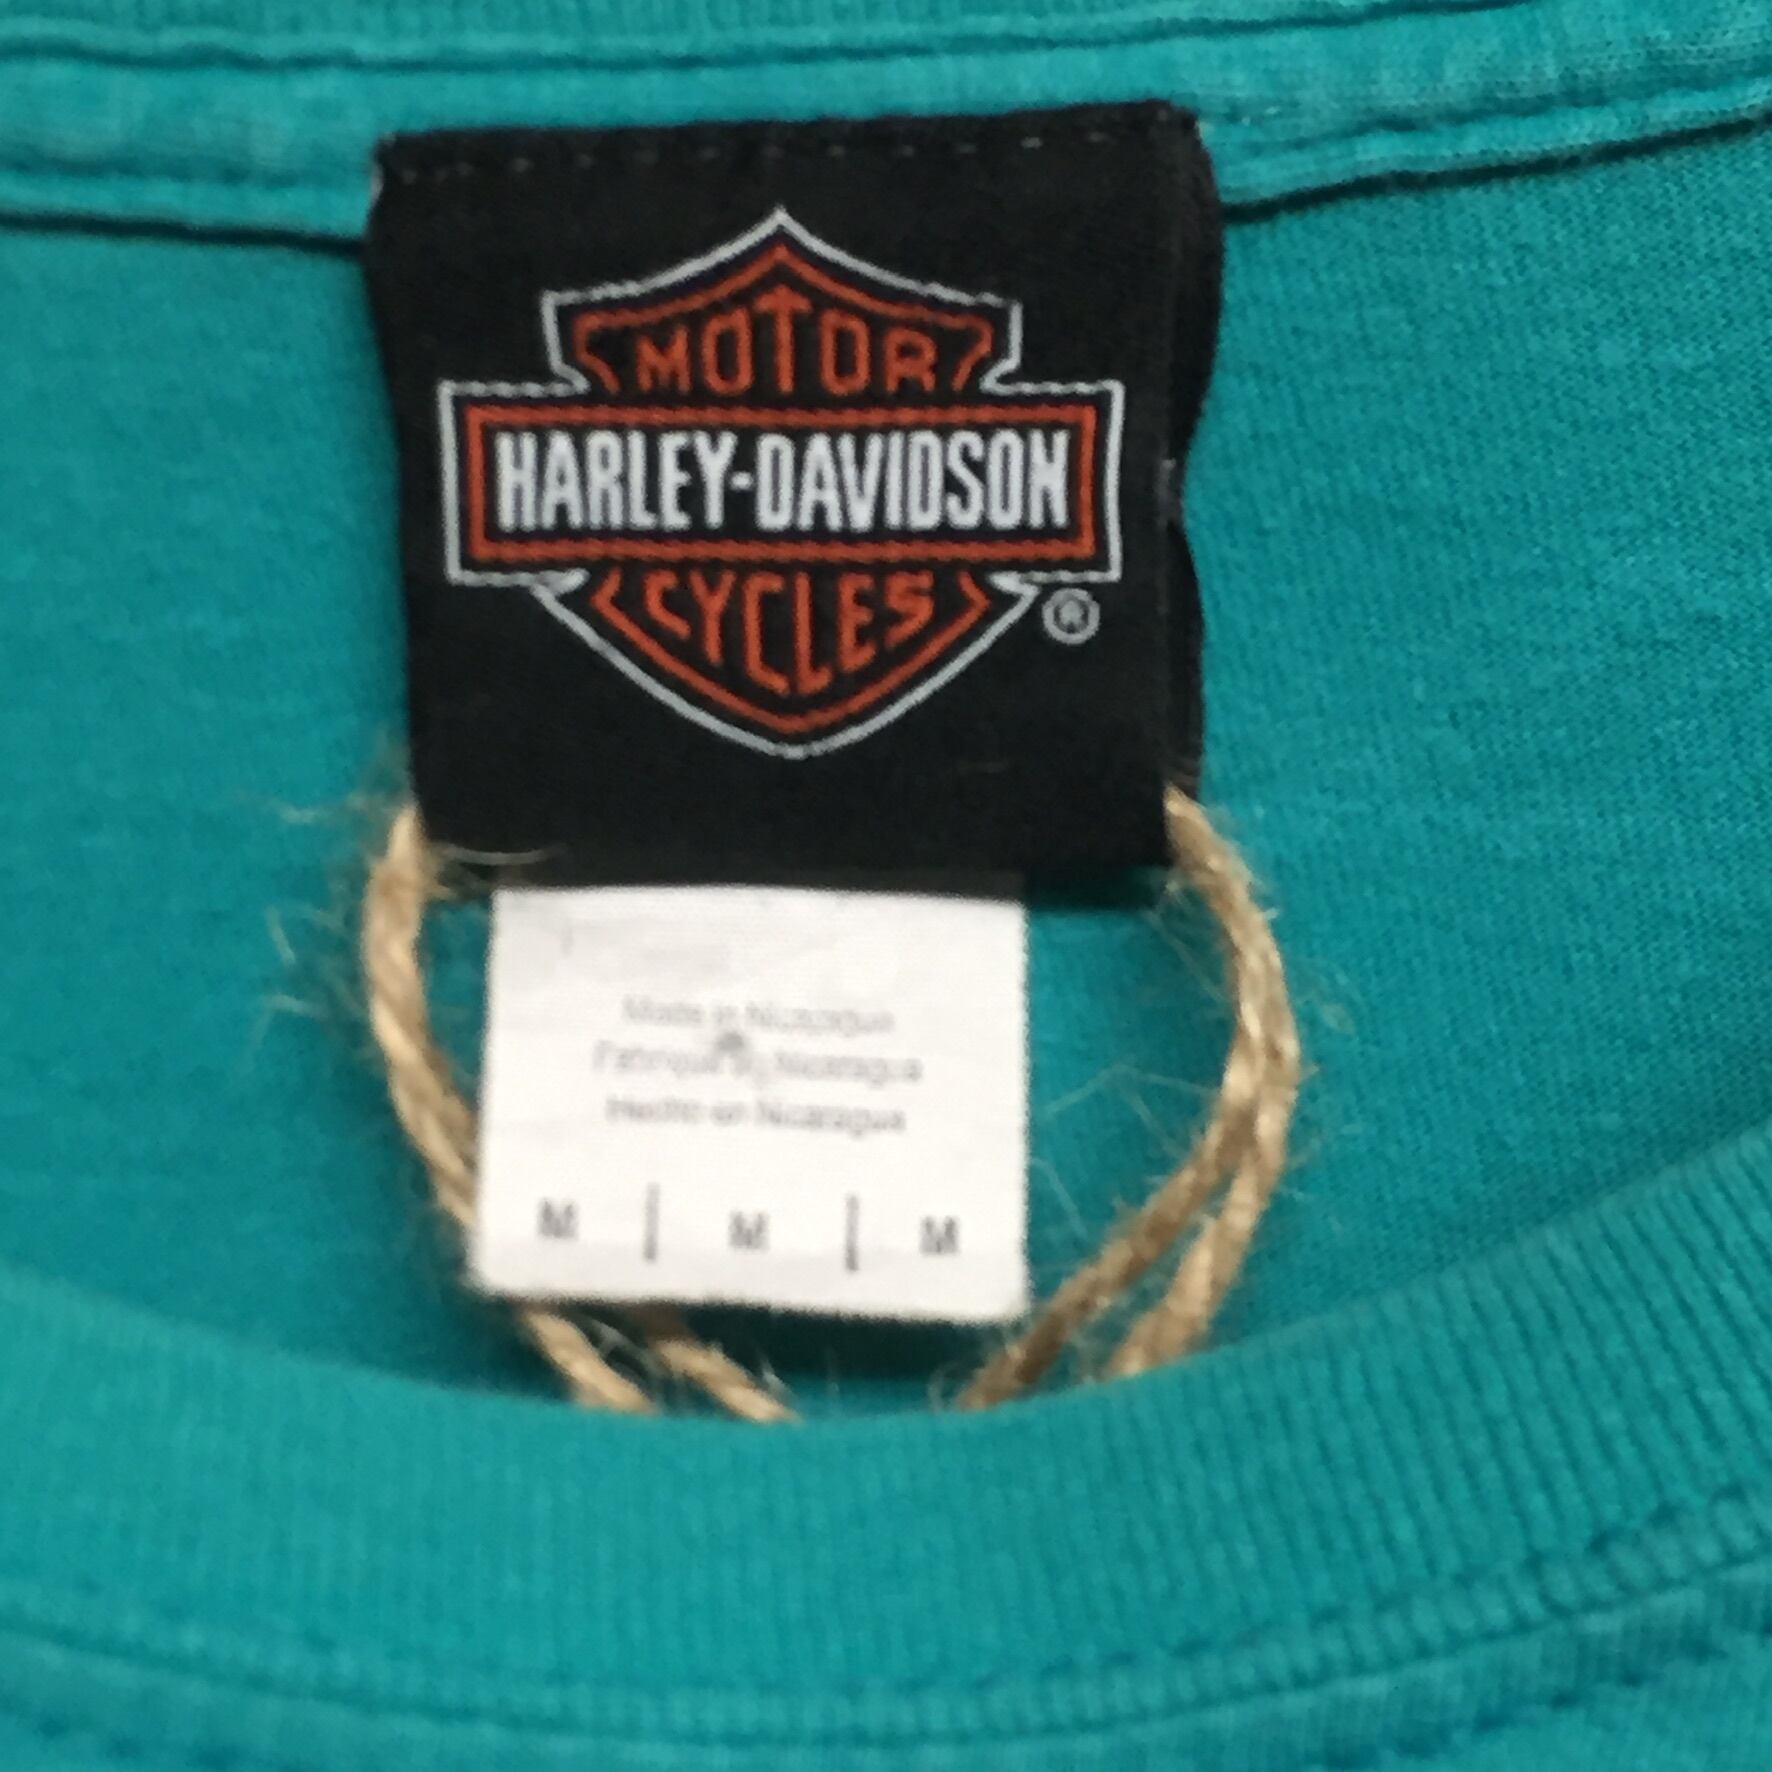 MOTOR
HARLEY-DAVIDSON
CYCLES
®
Made in Nicaragua
Fabriqué au Nicaragua
Hecho en Nicaragua
M | M | M